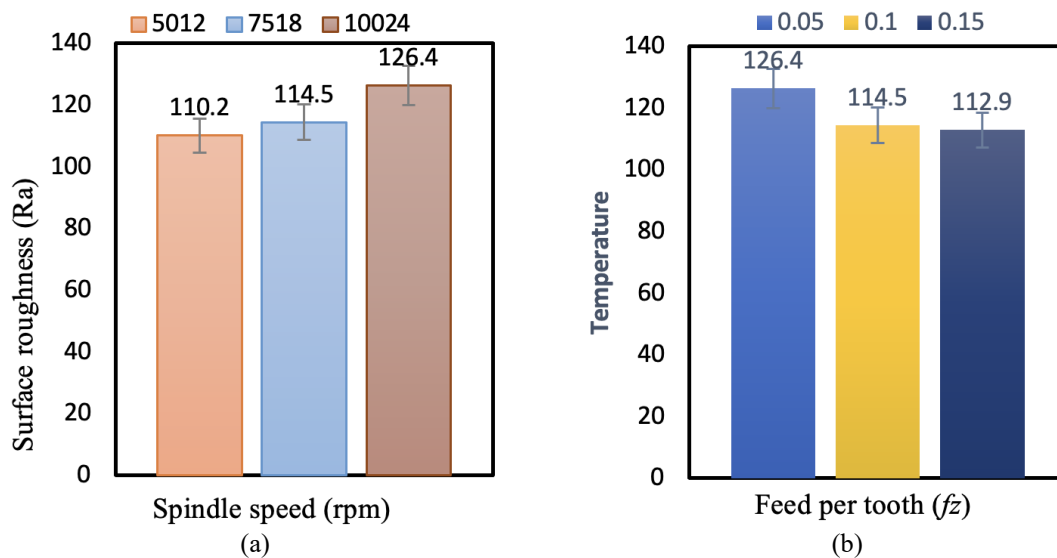 5012 7518 10024
140
120
100
80
60
40
20
0
110.2
114.5
126.4
Surface roughness (Ra)
Spindle speed (rpm)
(a)
0.05 0.1 0.15
140
120
100
80
60
40
20
0
126.4
114.5
112.9
Temperature
Feed per tooth (fz)
(b)